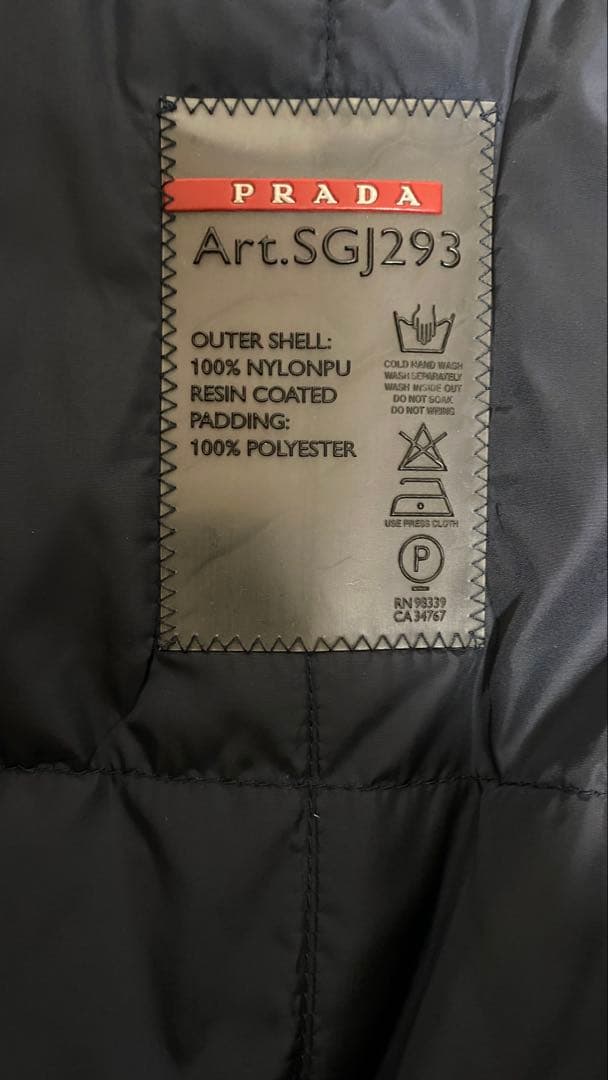 PRADA
Art.SGJ293
OUTER SHELL:
100% NYLONPU
RESIN COATED
PADDING:
100% POLYESTER
COLD HAND WASH
WASH SEPARATELY
WASH INSIDE OUT
DO NOT SOAK
DO NOT WRING
USE PRESS CLOTH
P
RN 98339
CA 34767